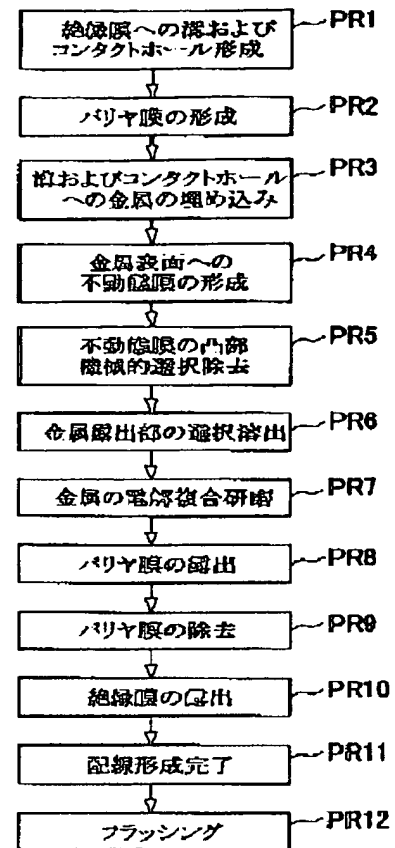 絶縁膜への溝および
コンタクトホール形成
PR1
バリヤ膜の形成
PR2
溝およびコンタクトホール
への金属の埋め込み
PR3
金属表面への
不動態膜の形成
PR4
不動態膜の凸部
機械的選択除去
PR5
金属露出部の選択溶出
PR6
金属の電解複合研磨
PR7
バリヤ膜の露出
PR8
バリヤ膜の除去
PR9
絶縁膜の露出
PR10
配線形成完了
PR11
フラッシング
PR12